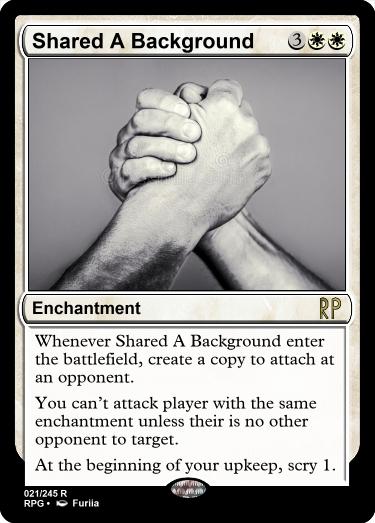 Shared A Background 3
Enchantment RP
Whenever Shared A Background enter
the battlefield, create a copy to attach at
an opponent.
You can't attack player with the same
enchantment unless their is no other
opponent to target.
At the beginning of your upkeep, scry 1.
021/245 R
RPG • Furiia